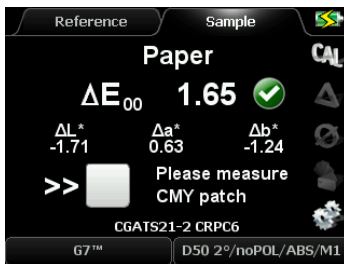 Reference Sample
Paper
CAL
ΔE00 1.65
ΔL* Δa* Δb*
-1.71 0.63 -1.24
>> Please measure
CMY patch
CGATS21-2 CRPC6
G7™ D50 2°/noPOL/ABS/M1